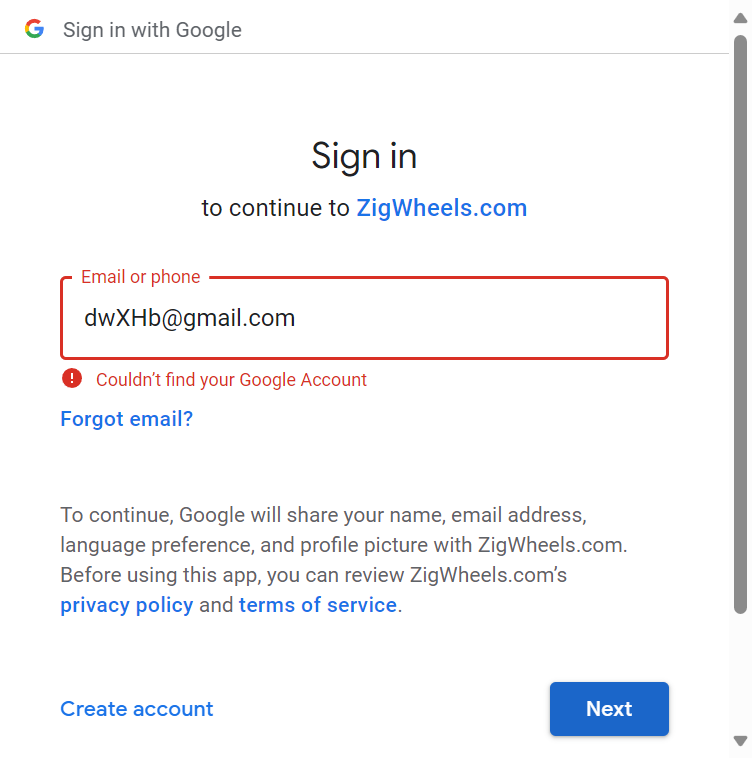 Sign in with Google
Sign in
to continue to ZigWheels.com
Email or phone
dwXHb@gmail.com
Couldn't find your Google Account
Forgot email?
To continue, Google will share your name, email address,
language preference, and profile picture with ZigWheels.com.
Before using this app, you can review ZigWheels.com’s
privacy policy and terms of service.
Create account
Next